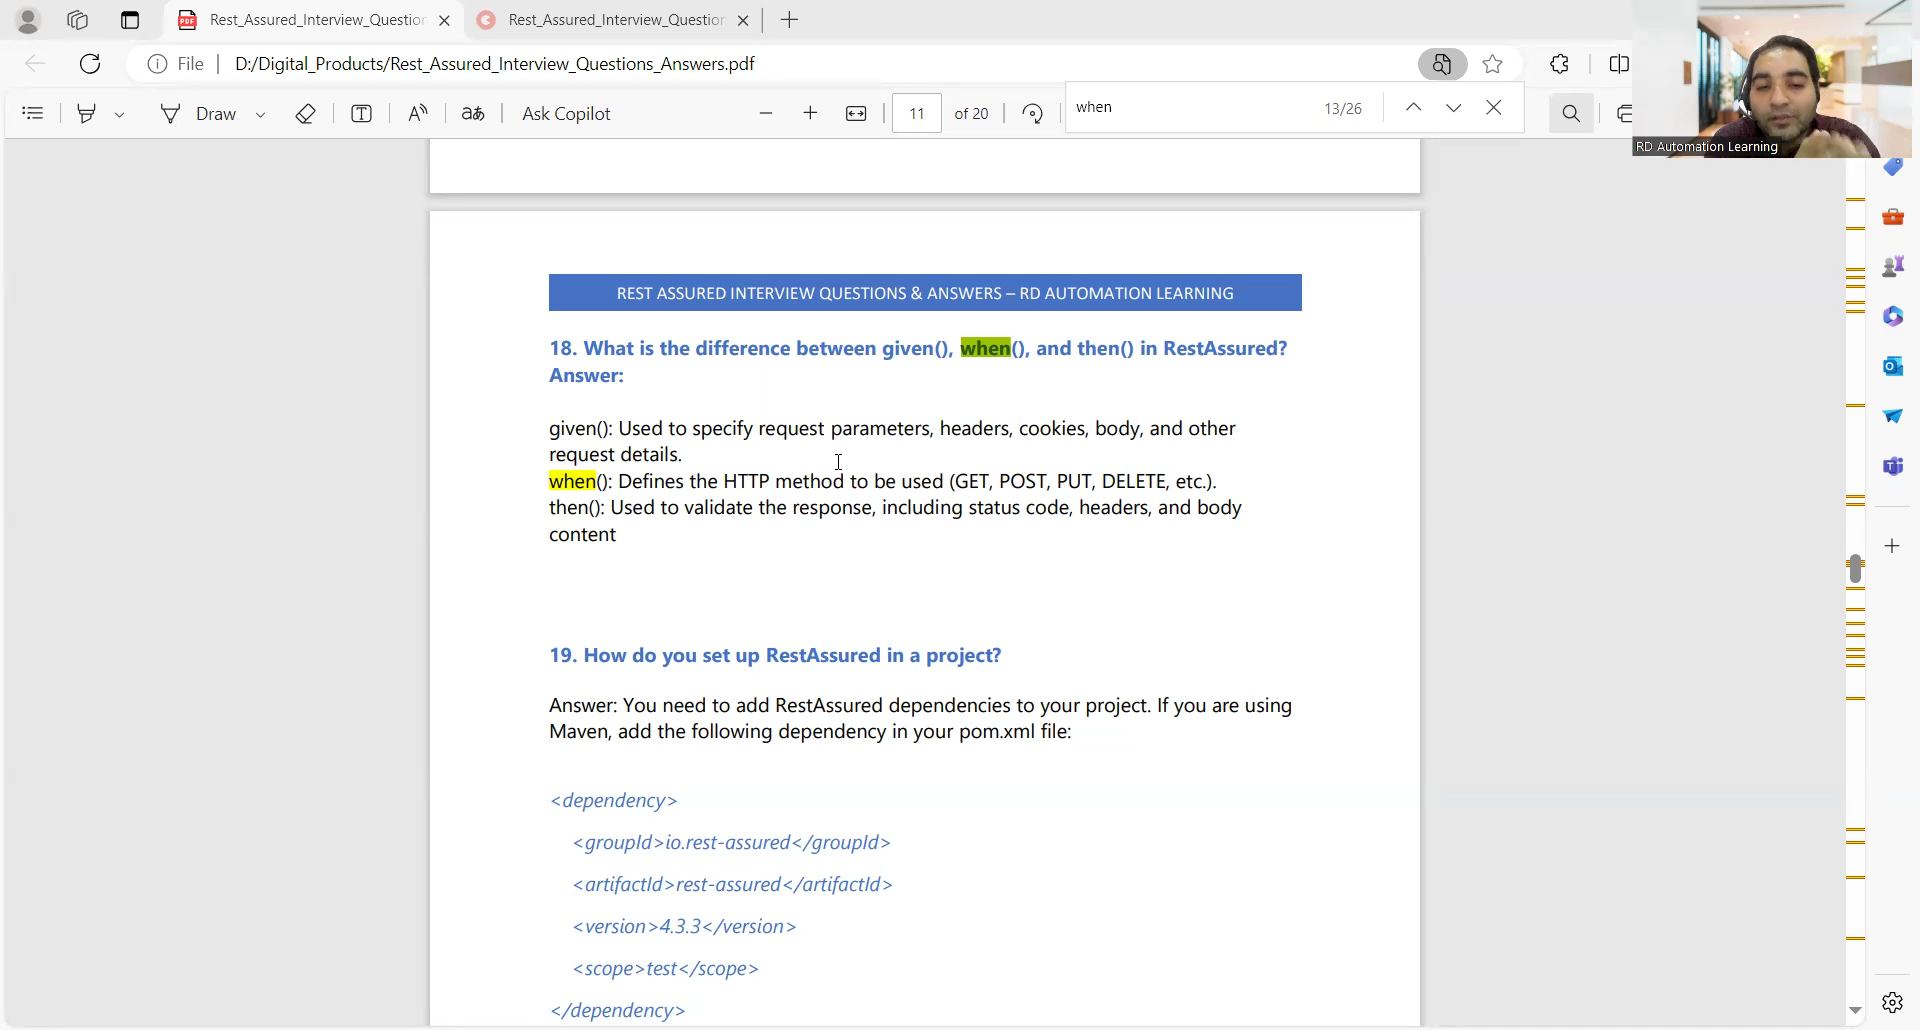 Rest_Assured_Interview_Question
Rest_Assured_Interview_Question
File
D:/Digital_Products/Rest_Assured_Interview_Questions_Answers.pdf
Draw
aあ
Ask Copilot
11 of 20
when
13/26
RD Automation Learning
REST ASSURED INTERVIEW QUESTIONS & ANSWERS – RD AUTOMATION LEARNING
18. What is the difference between given(), when(), and then() in RestAssured?
Answer:
given(): Used to specify request parameters, headers, cookies, body, and other
request details.
when(): Defines the HTTP method to be used (GET, POST, PUT, DELETE, etc.).
then(): Used to validate the response, including status code, headers, and body
content
19. How do you set up RestAssured in a project?
Answer: You need to add RestAssured dependencies to your project. If you are using
Maven, add the following dependency in your pom.xml file:
<dependency>
<groupId>io.rest-assured</groupId>
<artifactId>rest-assured</artifactId>
<version>4.3.3</version>
<scope>test</scope>
</dependency>